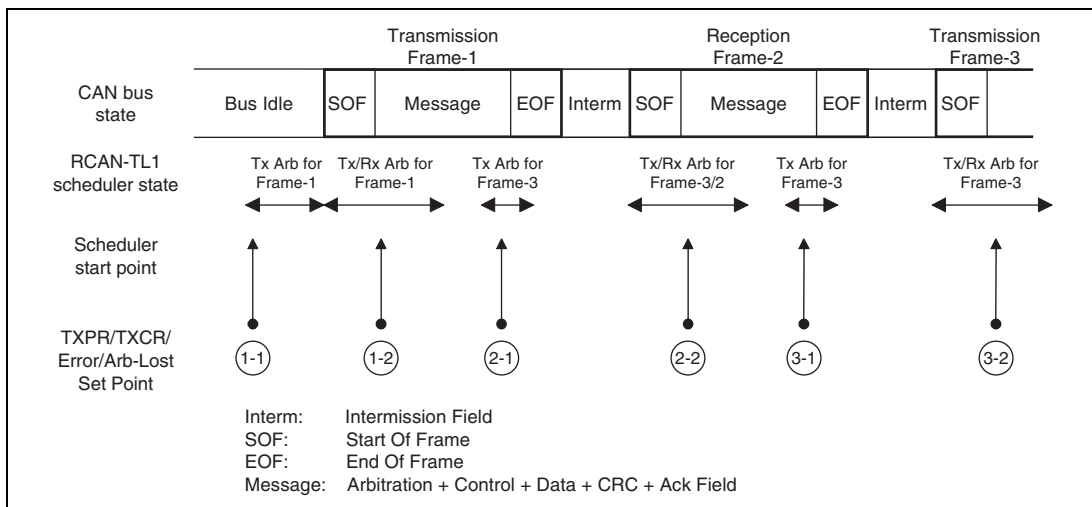 Transmission
Frame-1
Reception
Frame-2
Transmission
Frame-3
CAN bus
state
Bus Idle
SOF
Message
EOF
Interm
SOF
Message
EOF
Interm
SOF
RCAN-TL1
scheduler state
Tx Arb for
Frame-1
Tx/Rx Arb for
Frame-1
Tx Arb for
Frame-3
Tx/Rx Arb for
Frame-3/2
Tx Arb for
Frame-3
Tx/Rx Arb for
Frame-3
Scheduler
start point
TXPR/TXCR/
Error/Arb-Lost
Set Point
1-1
1-2
2-1
2-2
3-1
3-2
Interm: Intermission Field
SOF: Start Of Frame
EOF: End Of Frame
Message: Arbitration + Control + Data + CRC + Ack Field